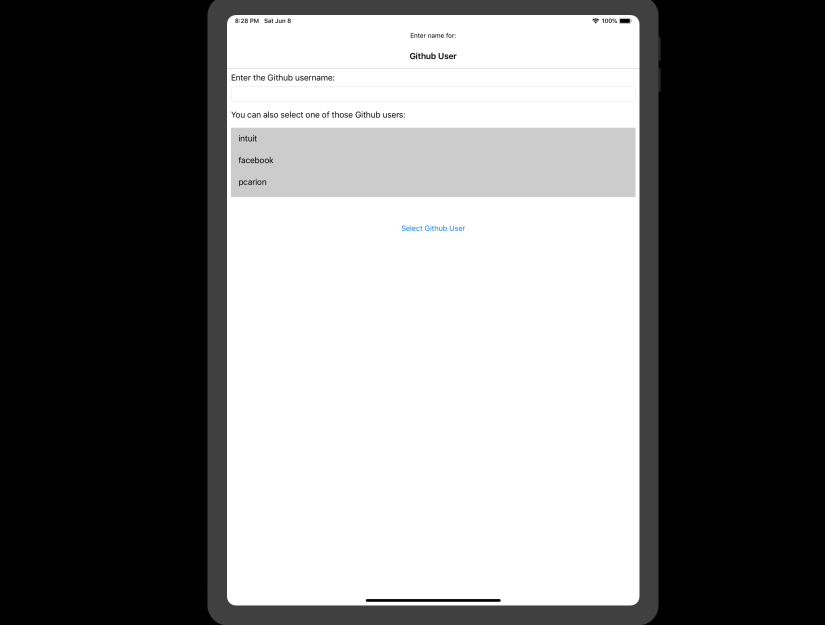 8:28 PM Sat Jun 8 100%
Enter name for:
Github User
Enter the Github username:
You can also select one of those Github users:
intuit
facebook
pcarion
Select Github User